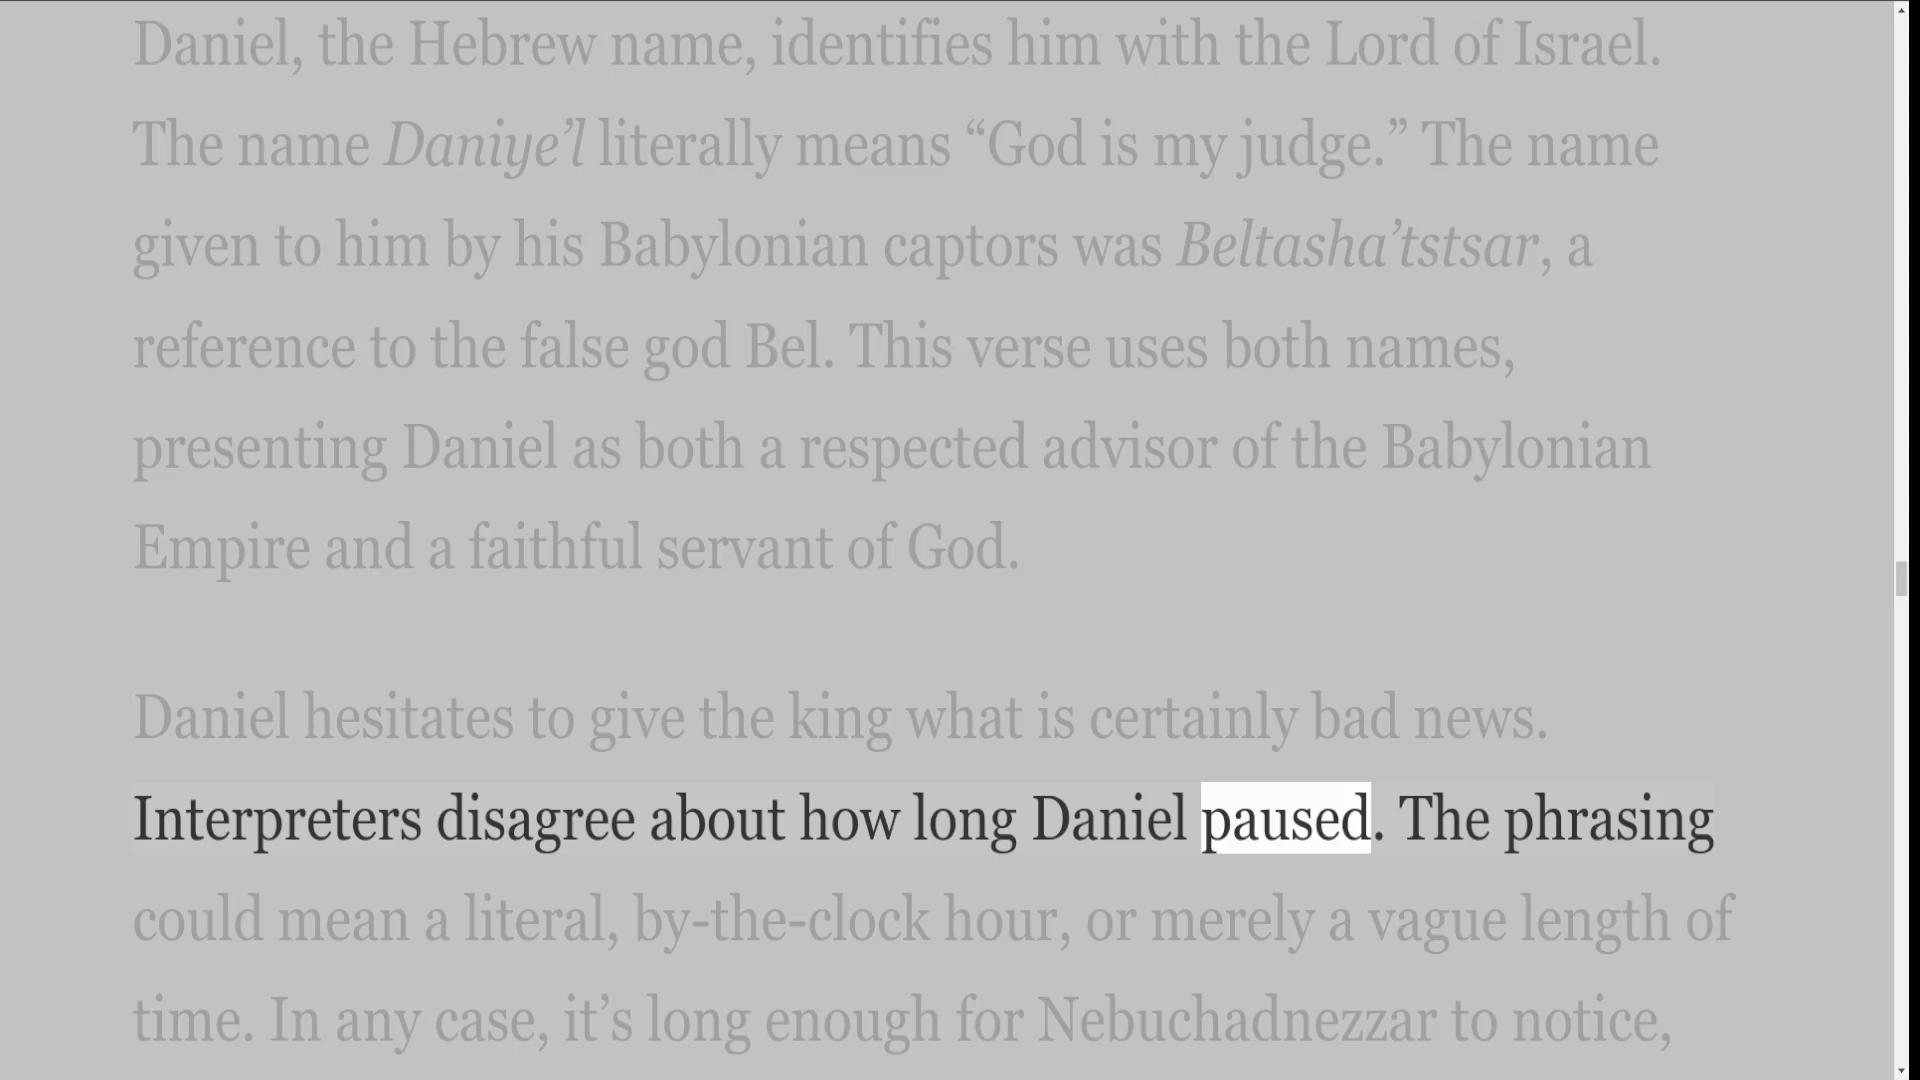 Daniel, the Hebrew name, identifies him with the Lord of Israel.
The name Daniye’l literally means “God is my judge.” The name
given to him by his Babylonian captors was Beltasha’tstsar, a
reference to the false god Bel. This verse uses both names,
presenting Daniel as both a respected advisor of the Babylonian
Empire and a faithful servant of God.
Daniel hesitates to give the king what is certainly bad news.
Interpreters disagree about how long Daniel paused. The phrasing
could mean a literal, by-the-clock hour, or merely a vague length of
time. In any case, it’s long enough for Nebuchadnezzar to notice,